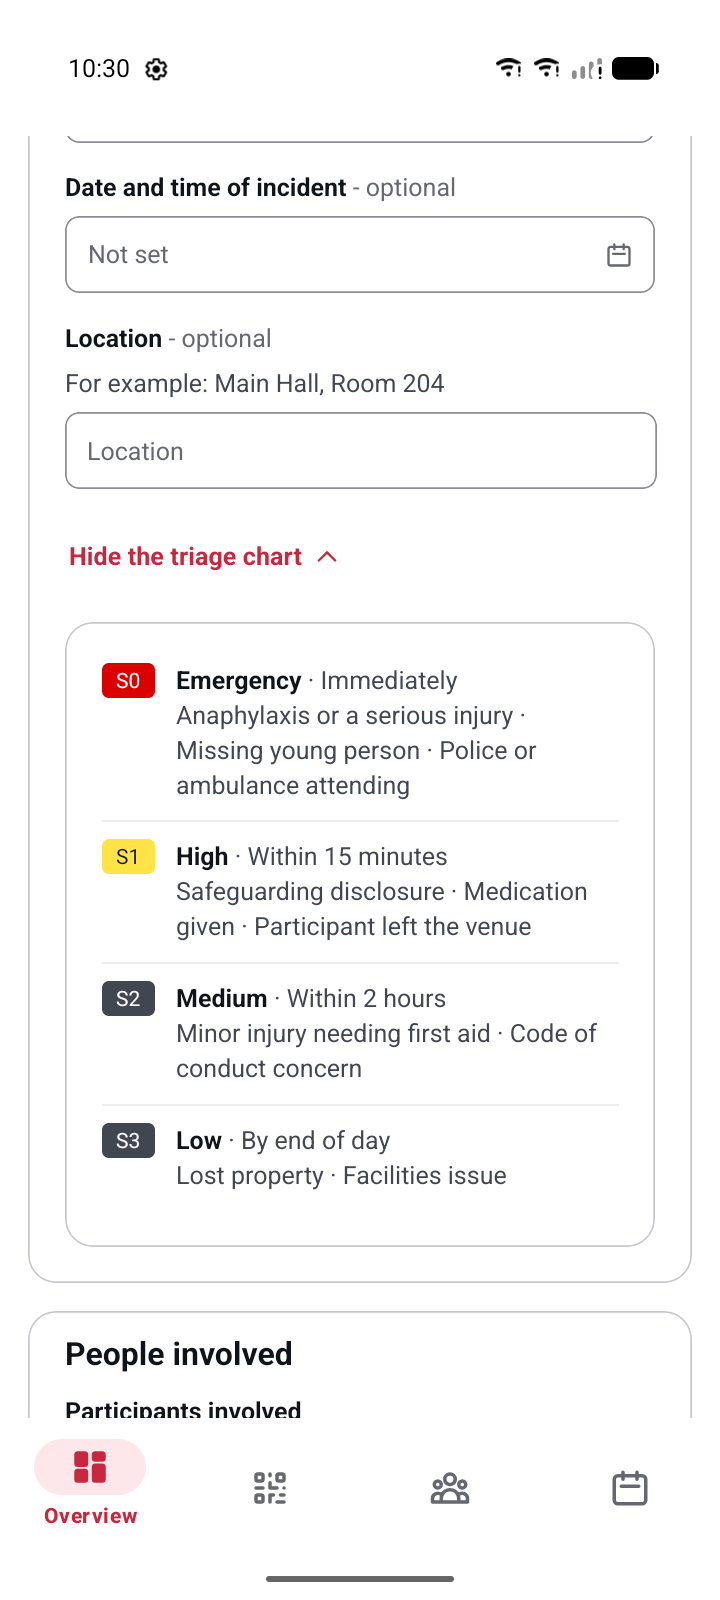 10:30
Date and time of incident - optional
Not set
Location - optional
For example: Main Hall, Room 204
Location
Hide the triage chart
S0 Emergency · Immediately
Anaphylaxis or a serious injury ·
Missing young person · Police or
ambulance attending
S1 High · Within 15 minutes
Safeguarding disclosure · Medication
given · Participant left the venue
S2 Medium · Within 2 hours
Minor injury needing first aid · Code of
conduct concern
S3 Low · By end of day
Lost property · Facilities issue
People involved
Participants involved
Overview